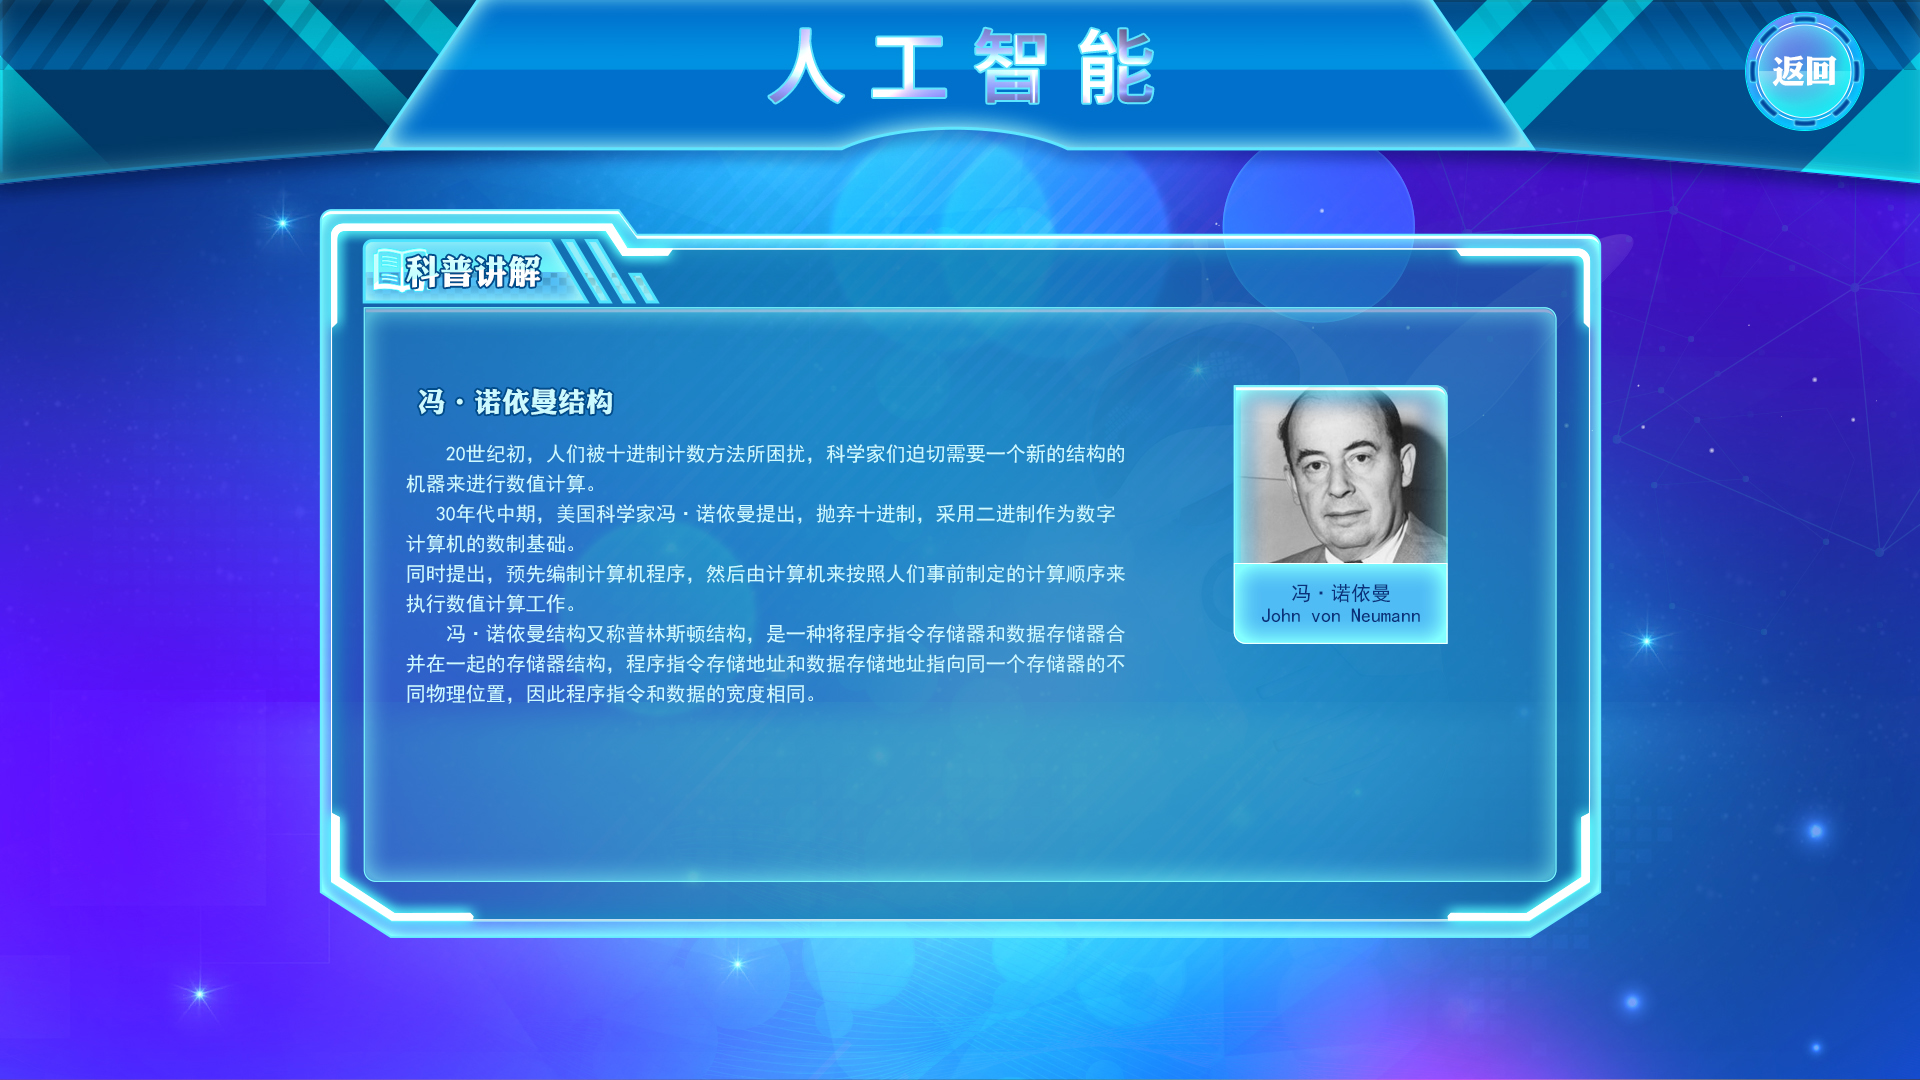 人工智能
返回
科普讲解
冯·诺依曼结构
20世纪初，人们被十进制计数方法所困扰，科学家们迫切需要一个新的结构的
机器来进行数值计算。
30年代中期，美国科学家冯·诺依曼提出，抛弃十进制，采用二进制作为数字
计算机的数制基础。
同时提出，预先编制计算机程序，然后由计算机来按照人们事前制定的计算顺序来
执行数值计算工作。
冯·诺依曼结构又称普林斯顿结构，是一种将程序指令存储器和数据存储器合
并在一起的存储器结构，程序指令存储地址和数据存储地址指向同一个存储器的不
同物理位置，因此程序指令和数据的宽度相同。
冯·诺依曼
John von Neumann